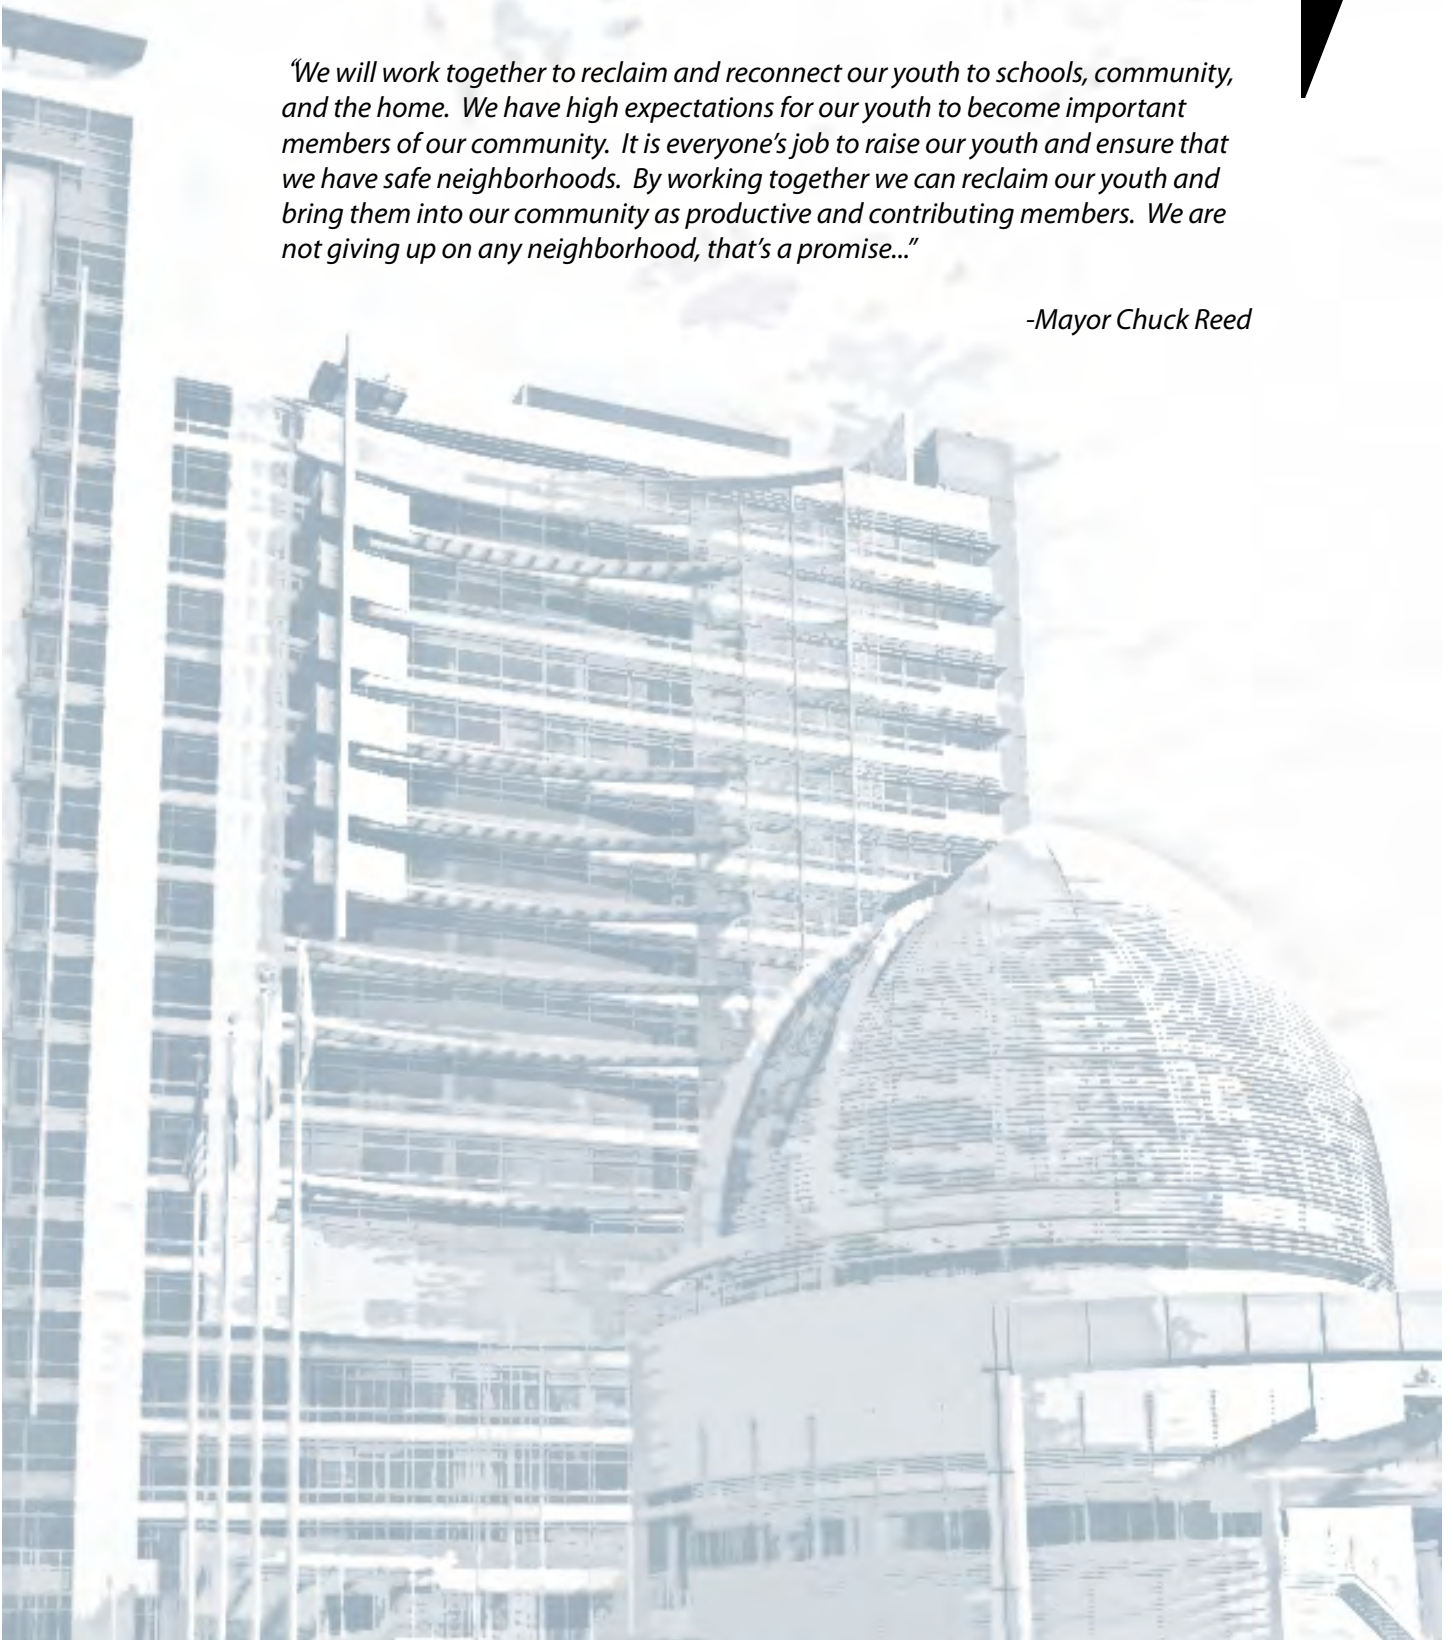 “We will work together to reclaim and reconnect our youth to schools, community,
and the home.  We have high expectations for our youth to become important
members of our community.  It is everyone’s job to raise our youth and ensure that
we have safe neighborhoods.  By working together we can reclaim our youth and
bring them into our community as productive and contributing members.  We are
not giving up on any neighborhood, that’s a promise...”
-Mayor Chuck Reed